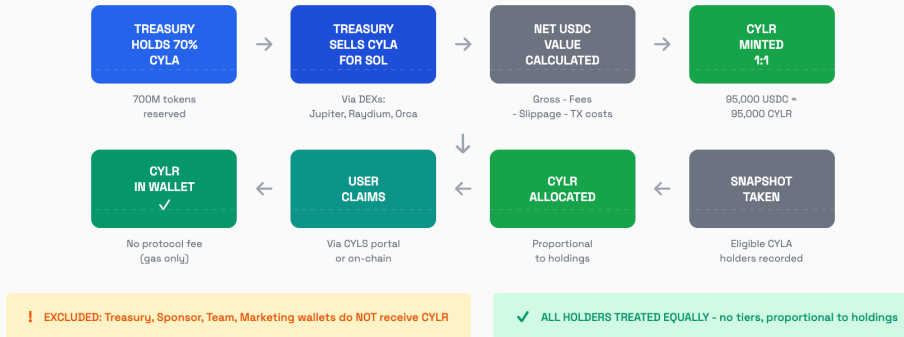 TREASURY
HOLDS 70%
CYLA
TREASURY
SELLS CYLA
FOR SOL
NET USDC
VALUE
CALCULATED
CYLR
MINTED
1:1
700M tokens
reserved
Via DEXs:
Jupiter, Raydium, Orca
Gross - Fees
- Slippage - TX costs
95,000 USDC =
95,000 CYLR
CYLR
IN WALLET
✓
USER
CLAIMS
CYLR
ALLOCATED
SNAPSHOT
TAKEN
No protocol fee
(gas only)
Via CYLS portal
or on-chain
Proportional
to holdings
Eligible CYLA
holders recorded
! EXCLUDED: Treasury, Sponsor, Team, Marketing wallets do NOT receive CYLR
✓ ALL HOLDERS TREATED EQUALLY - no tiers, proportional to holdings